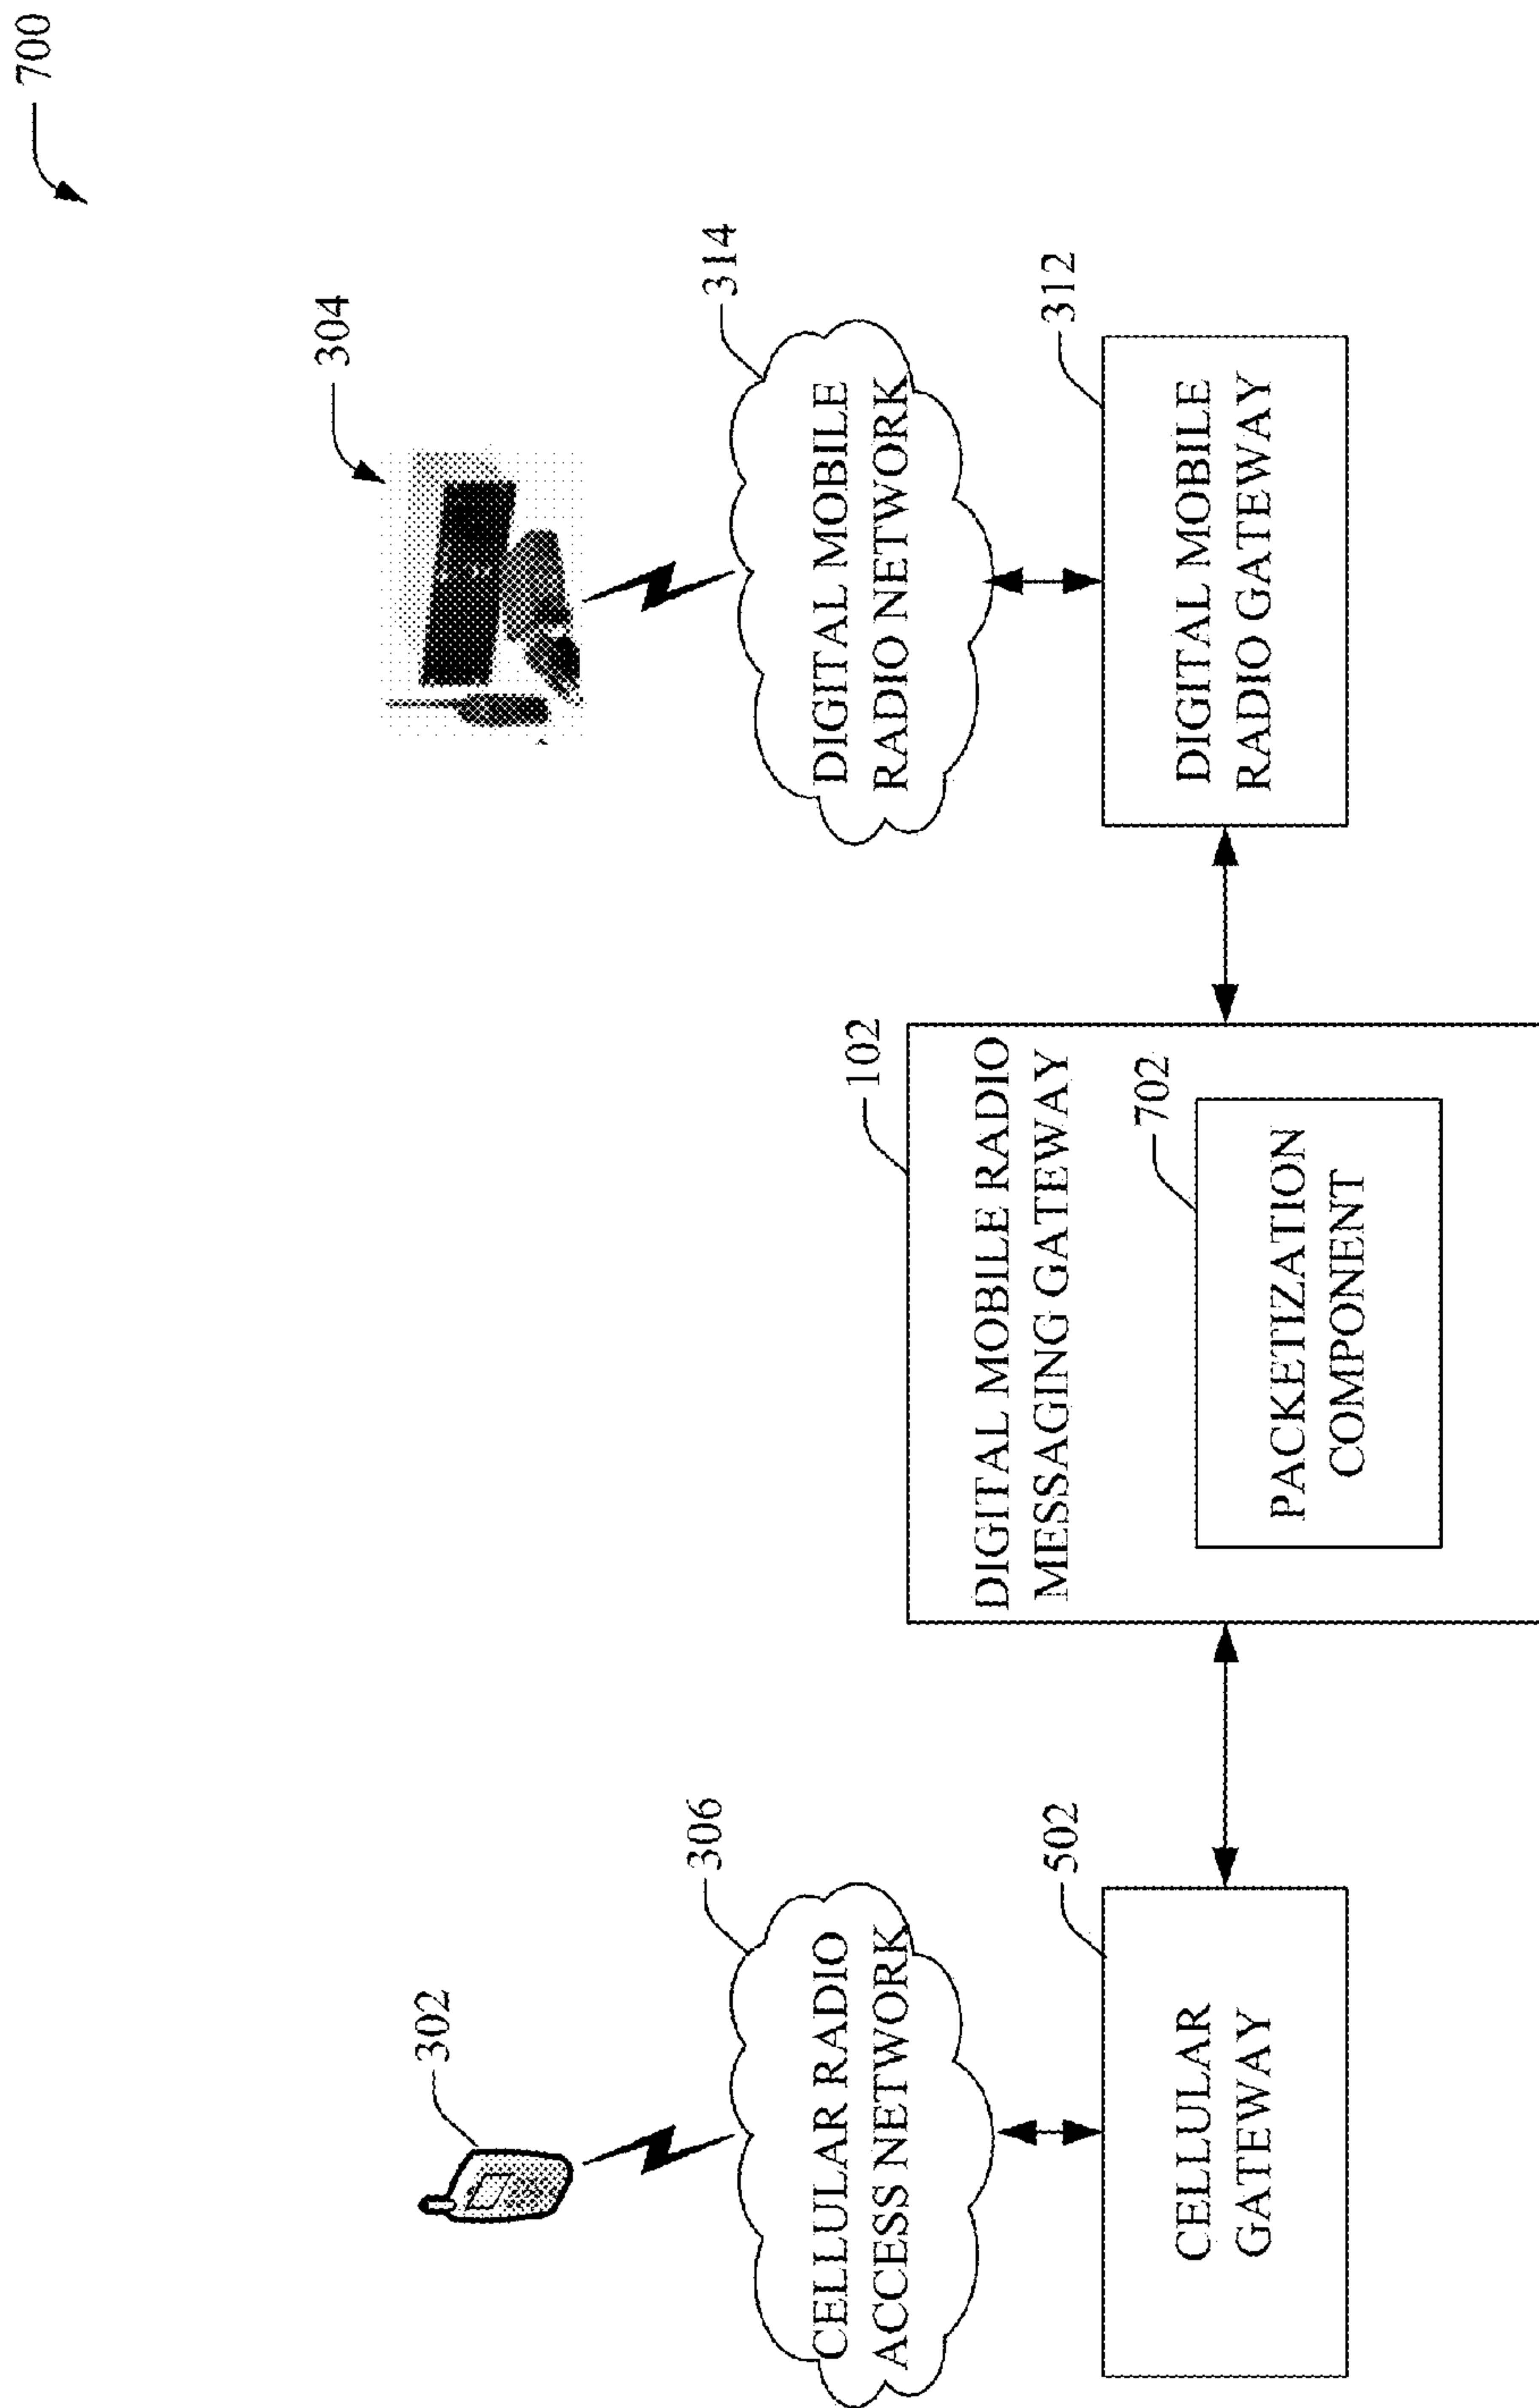 700
302
304
306
CELLULAR RADIO
ACCESS NETWORK
314
DIGITAL MOBILE
RADIO NETWORK
502
CELLULAR
GATEWAY
102
DIGITAL MOBILE RADIO
MESSAGING GATEWAY
702
PACKETIZATION
COMPONENT
312
DIGITAL MOBILE
RADIO GATEWAY